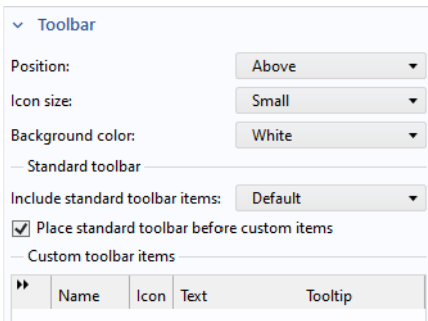 Toolbar
Position: Above
Icon size: Small
Background color: White
Standard toolbar
Include standard toolbar items: Default
Place standard toolbar before custom items
Custom toolbar items
Name Icon Text Tooltip